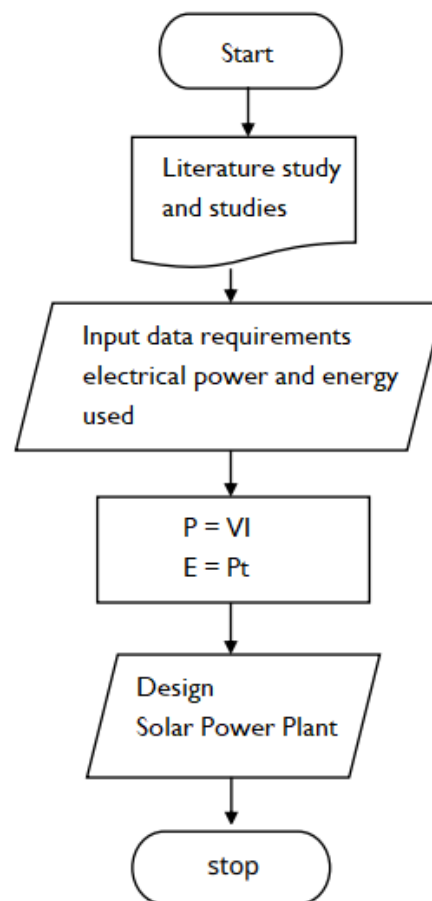 Start
Literature study
and studies
Input data requirements
electrical power and energy
used
P = VI
E = Pt
Design
Solar Power Plant
stop